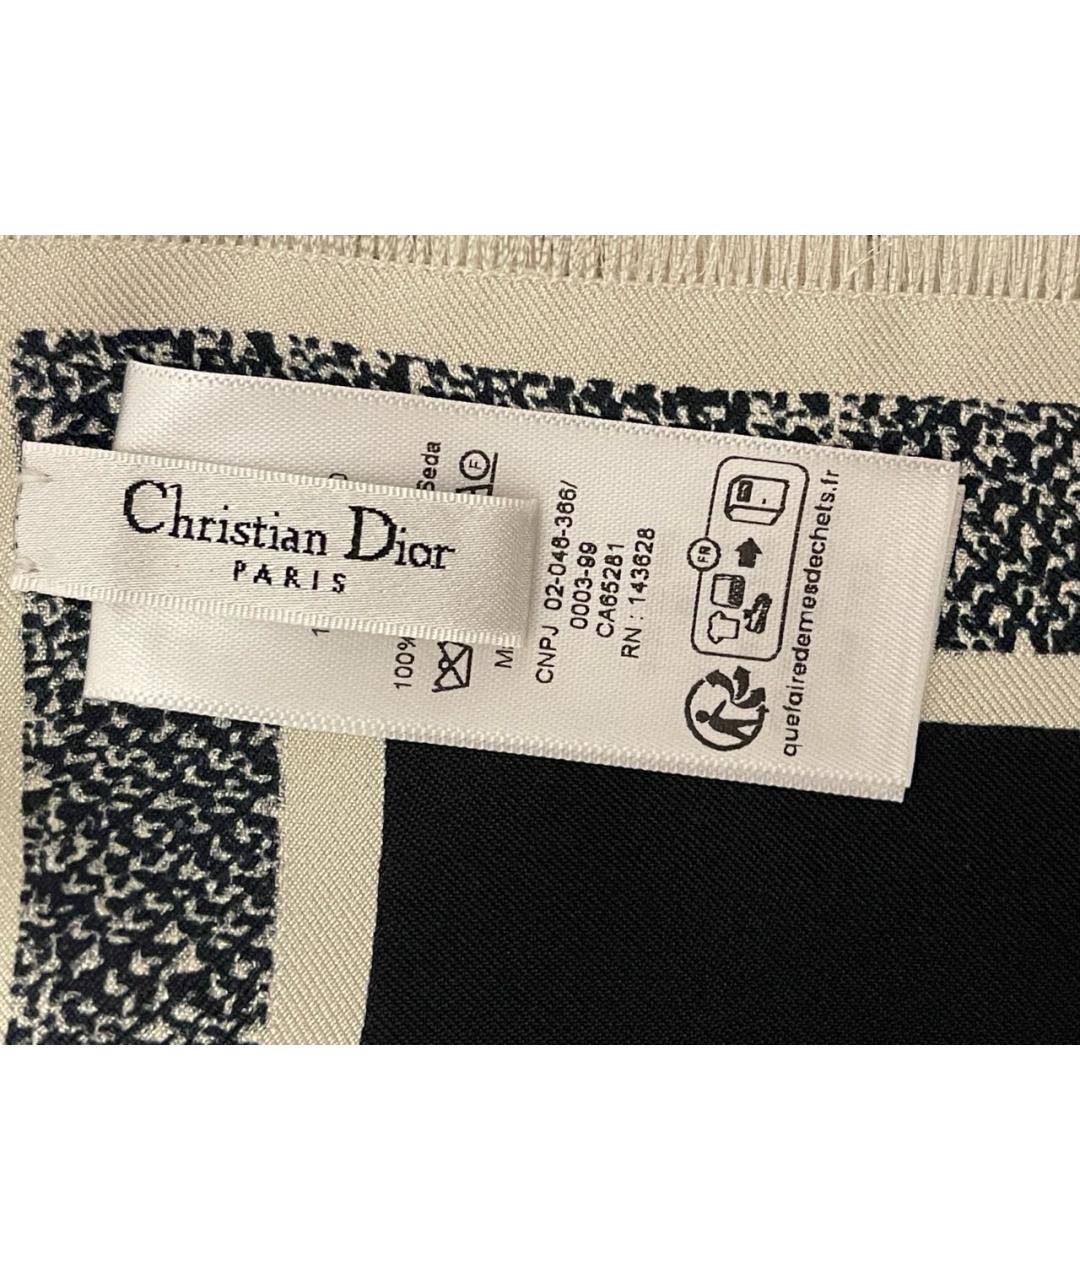 Christian Dior
PARIS
Seda
F
100%
CNPJ 02-048-366/
0003-99
CA65281
RN : 143628
FR
quefairedemesdechets.fr